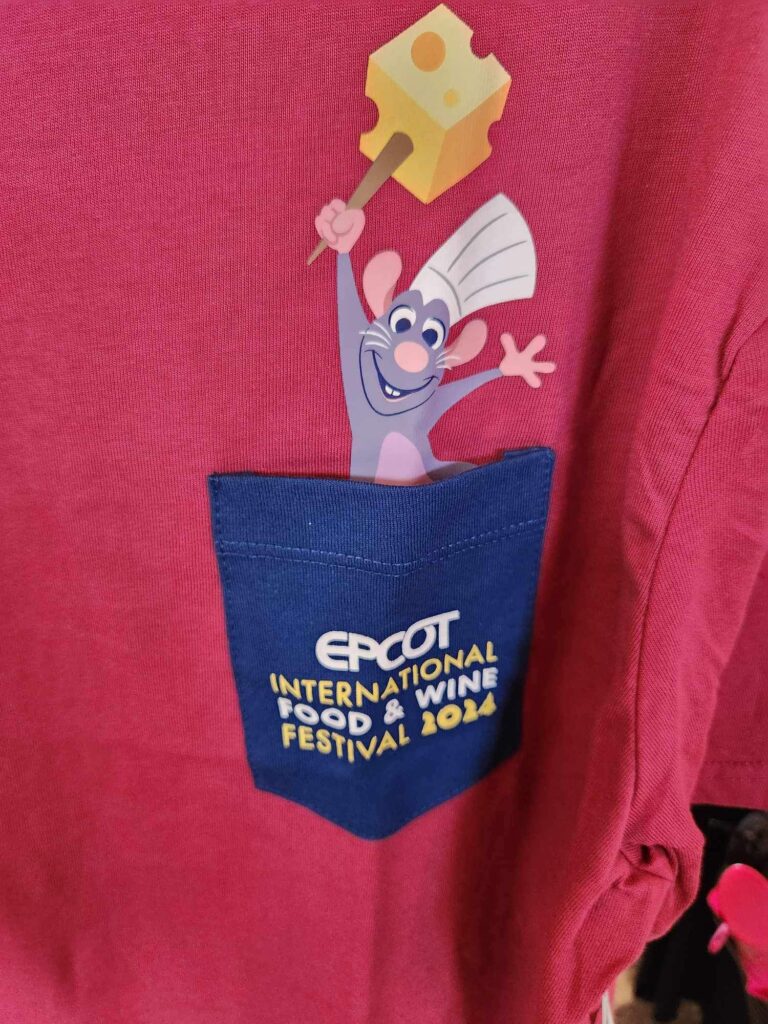 EPCOT
INTERNATIONAL
FOOD & WINE
FESTIVAL 2024